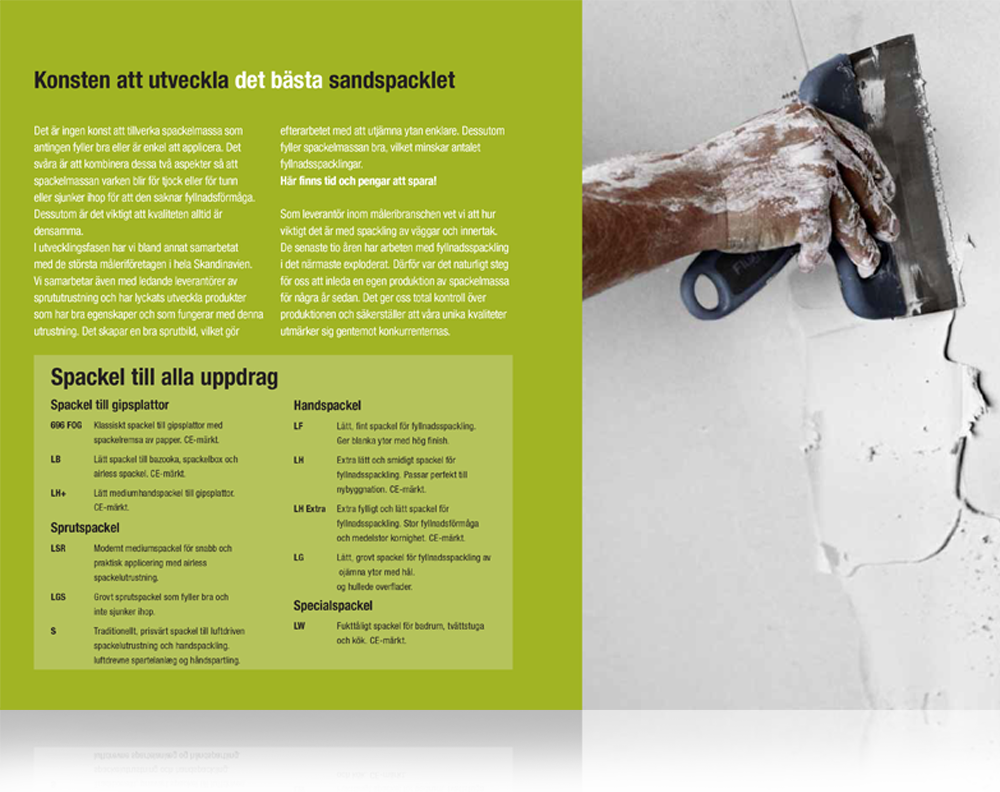 Konsten att utveckla det bästa sandspacklet
Det är ingen konst att tillverka spackelmassa som
antingen fyller bra eller är enkel att applicera. Det
svåra är att kombinera dessa två aspekter så att
spackelmassan varken blir för tjock eller för tunn
eller sjunker ihop för att den saknar fyllnadsförmåga.
Dessutom är det viktigt att kvaliteten alltid är
densamma.
I utvecklingsfasen har vi bland annat samarbetat
med de största måleriföretagen i hela Skandinavien.
Vi samarbetar även med ledande leverantörer av
sprututrustning och har lyckats utveckla produkter
som har bra egenskaper och som fungerar med denna
utrustning. Det skapar en bra sprutbild, vilket gör
efterarbetet med att utjämna ytan enklare. Dessutom
fyller spackelmassan bra, vilket minskar antalet
fyllnadsspacklingar.
Här finns tid och pengar att spara!
Som leverantör inom måleribranschen vet vi att hur
viktigt det är med spackling av väggar och innertak.
De senaste tio åren har arbeten med fyllnadsspackling
i det närmaste exploderat. Därför var det naturligt steg
för oss att inleda en egen produktion av spackelmassa
för några år sedan. Det ger oss total kontroll över
produktionen och säkerställer att våra unika kvaliteter
utmärker sig gentemot konkurrenternas.
Spackel till alla uppdrag
Spackel till gipsplattor
696 FOG Klassiskt spackel till gipsplattor med
spackelremsa av papper. CE-märkt.
LB Lätt spackel till bazooka, spackelbox och
airless spackel. CE-märkt.
LH+ Lätt mediumhandspackel till gipsplattor.
CE-märkt.
Sprutspackel
LSR Modernt mediumspackel för snabb och
praktisk applicering med airless
spackelutrustning.
LGS Grovt sprutspackel som fyller bra och
inte sjunker ihop.
S Traditionellt, prisvärt spackel till luftdriven
spackelutrustning och handspackling.
luftdrevne spartelanlæg og håndspartling.
Handspackel
LF Lätt, fint spackel för fyllnadsspackling.
Ger blanka ytor med hög finish.
LH Extra lätt och smidigt spackel för
fyllnadsspackling. Passar perfekt till
nybyggnation. CE-märkt.
LH Extra Extra fylligt och lätt spackel för
fyllnadsspackling. Stor fyllnadsförmåga
och medelstor kornighet. CE-märkt.
LG Lätt, grovt spackel för fyllnadsspackling av
ojämna ytor med hål.
og hullede overflader.
Specialspackel
LW Fukttåligt spackel för badrum, tvättstuga
och kök. CE-märkt.